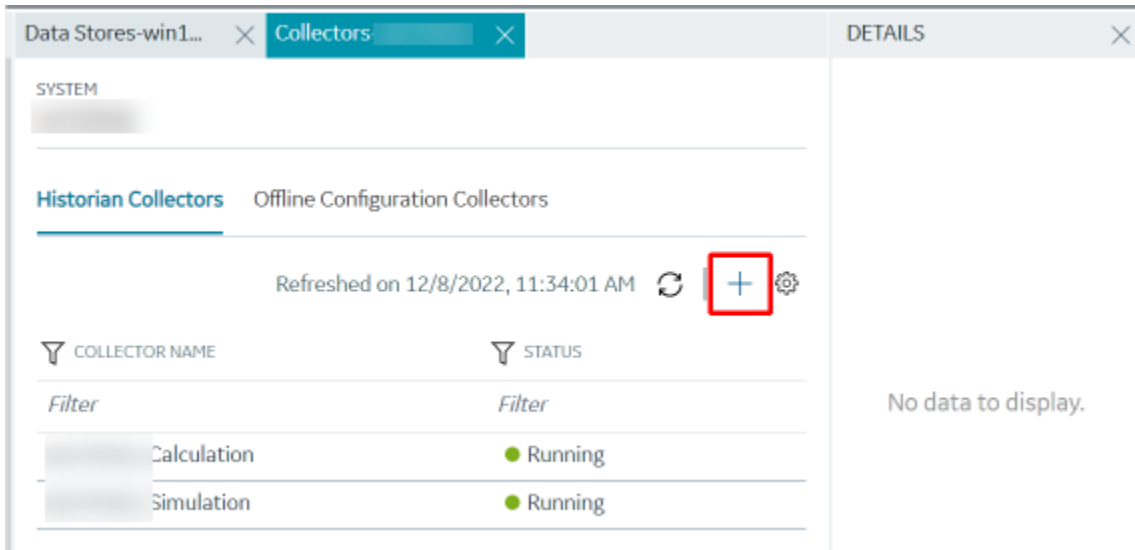 Data Stores-win1...
Collectors
DETAILS
SYSTEM
Historian Collectors Offline Configuration Collectors
Refreshed on 12/8/2022, 11:34:01 AM
COLLECTOR NAME STATUS
Filter Filter
No data to display.
Calculation Running
Simulation Running